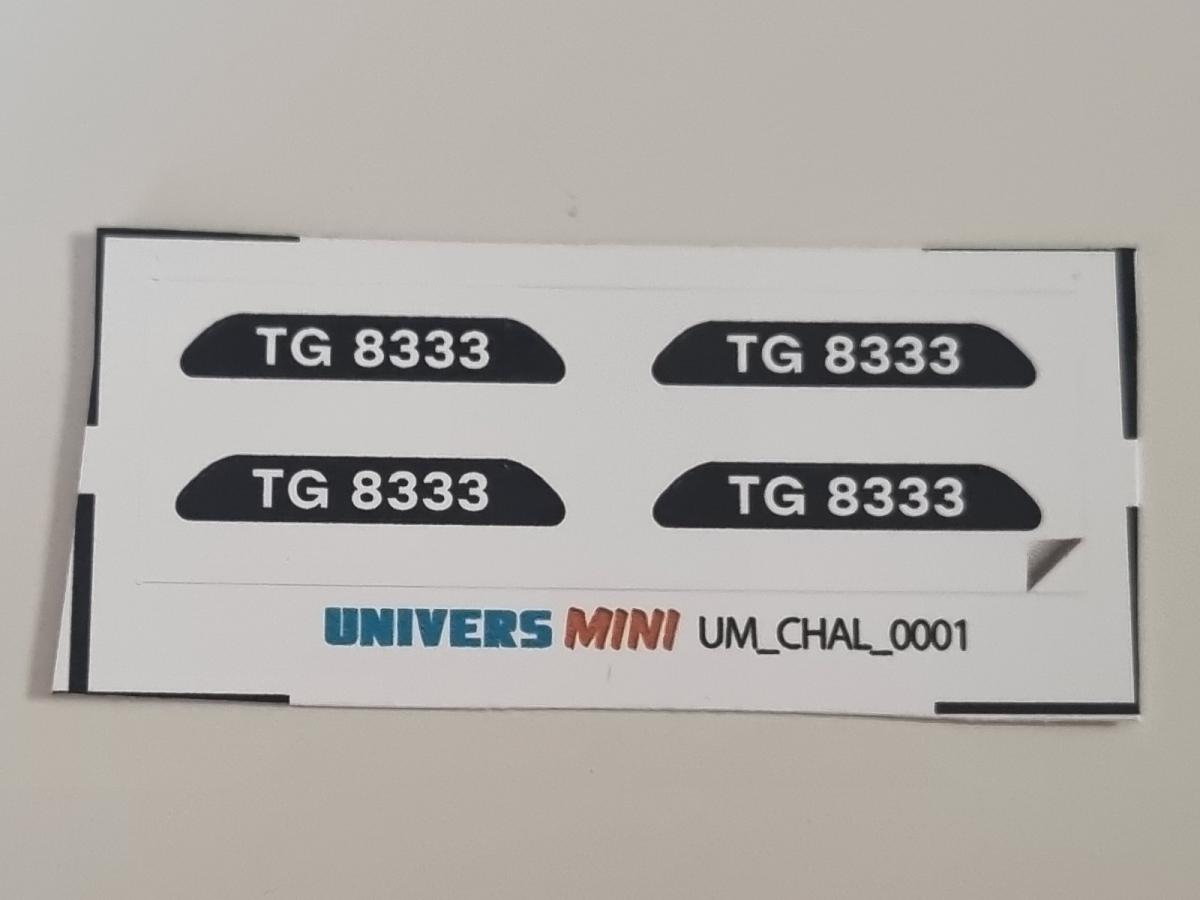 TG 8333 TG 8333
TG 8333 TG 8333
UNIVERS MINI UM_CHAL_0001